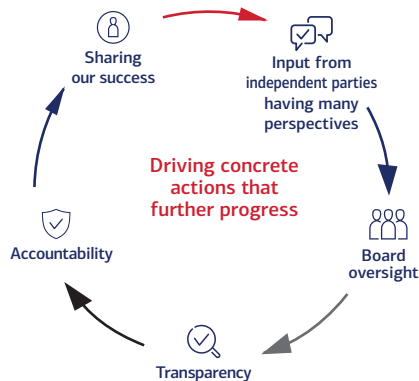 Sharing
our success
Input from
independent parties
having many
perspectives
Driving concrete
actions that
further progress
Accountability
Board
oversight
Transparency